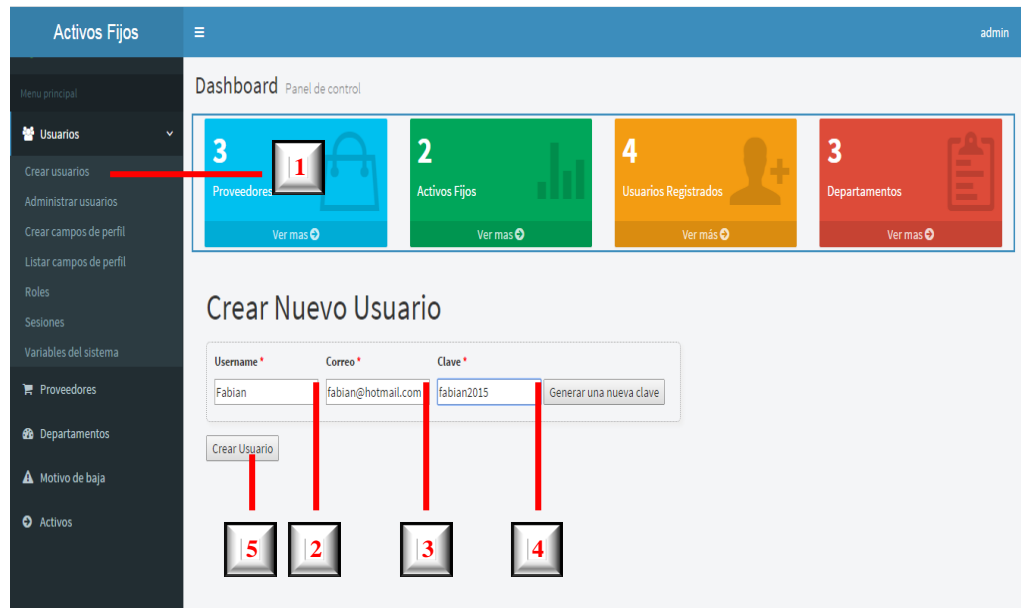 Activos Fijos
admin
Menu principal
Usuarios
Crear usuarios
Administrar usuarios
Crear campos de perfil
Listar campos de perfil
Roles
Sesiones
Variables del sistema
Proveedores
Departamentos
Motivo de baja
Activos
Dashboard Panel de control
3
Proveedores
Ver mas
2
Activos Fijos
Ver mas
4
Usuarios Registrados
Ver más
3
Departamentos
Ver mas
1
Crear Nuevo Usuario
Username * Correo * Clave *
Fabian fabian@hotmail.com fabian2015 Generar una nueva clave
Crear Usuario
5 2 3 4